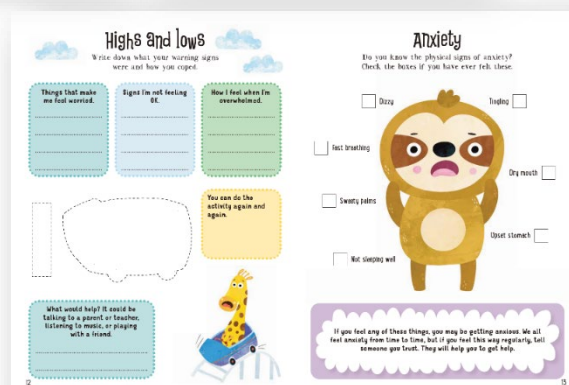 Highs and lows
Write down what your warning signs
were and how you coped.
Things that make
me feel worried.
Signs I'm not feeling
OK.
How I feel when I'm
overwhelmed.
You can do the
activity again and
again.
What would help? It could be
talking to a parent or teacher,
listening to music, or playing
with a friend.
12
Anxiety
Do you know the physical signs of anxiety?
Check the boxes if you have ever felt these.
Dizzy
Tingling
Fast breathing
Dry mouth
Sweaty palms
Upset stomach
Not sleeping well
If you feel any of these things, you may be getting anxious. We all
feel anxiety from time to time, but if you feel this way regularly, tell
someone you trust. They will help you to get help.
13